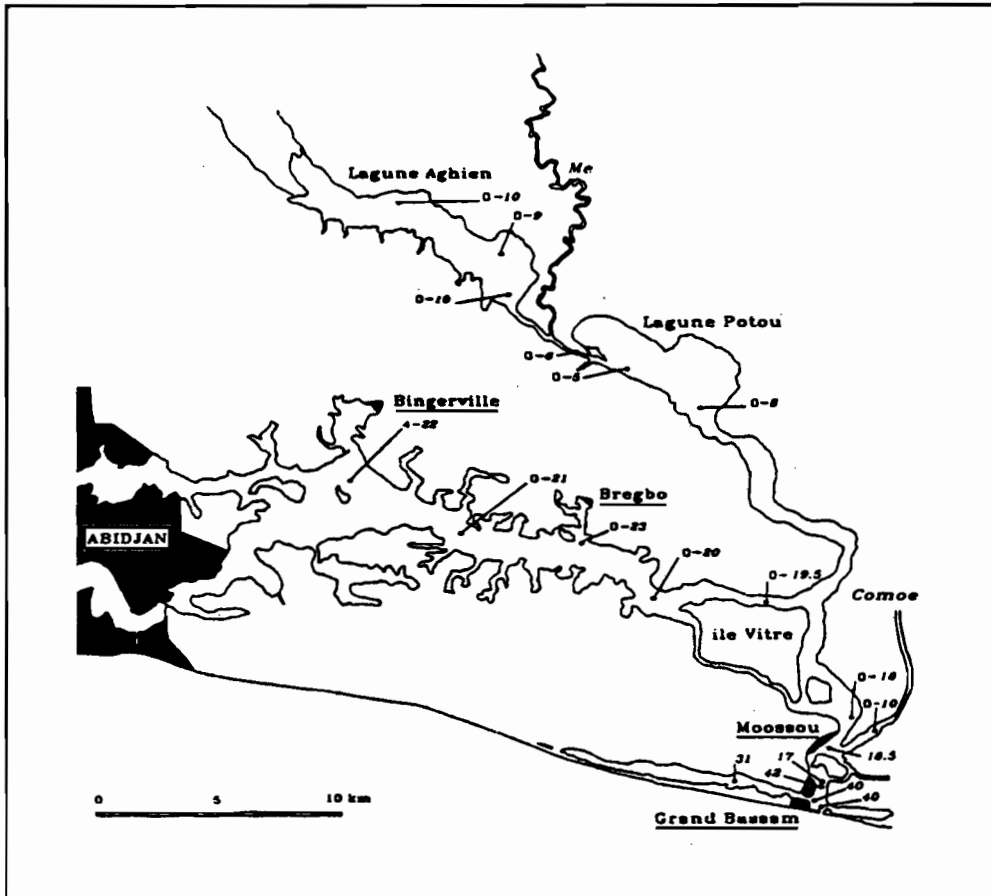 Me
Lagune Aghien
0-10
0-9
0-10
Lagune Potou
0-6
0-5
0-8
Bingerville
4-22
0-21
Bregbo
0-23
ABIDJAN
0-20
0-19.5
Comoe
ile Vitre
0-18
0-10
Moossou
18.5
17
31
42
40
40
0 5 10 km
Grand Bassam